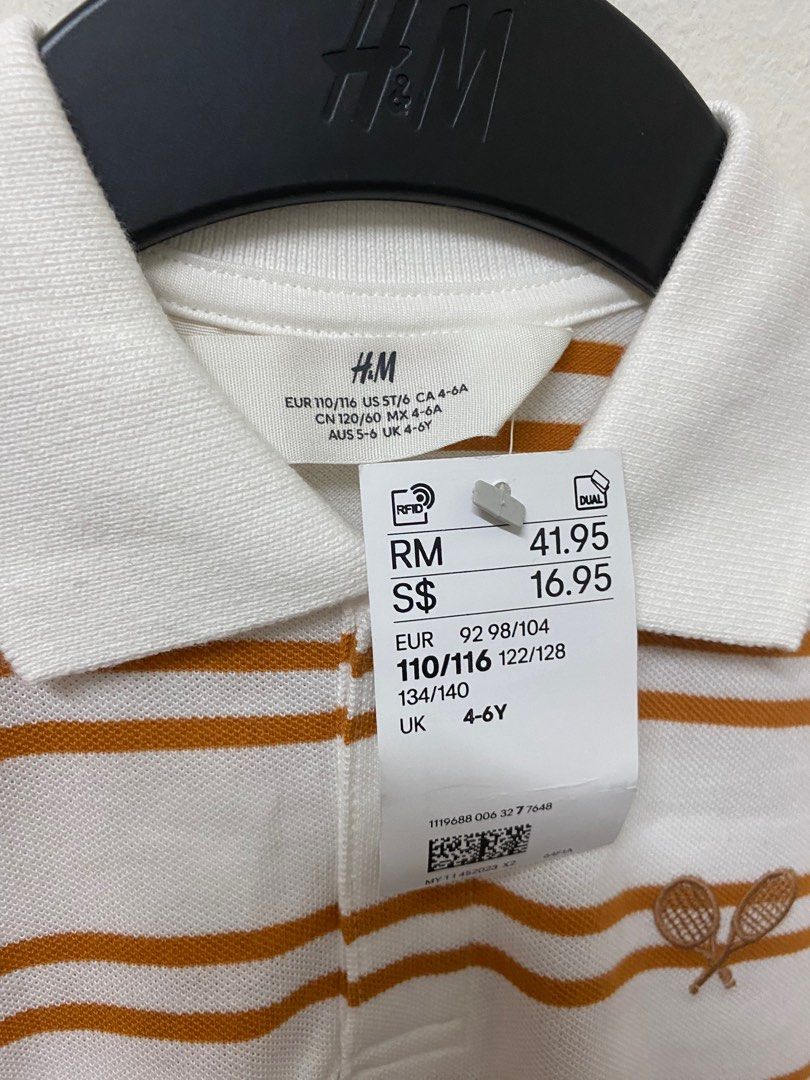 H&M
H&M
EUR 110/116 US 5T/6 CA 4-6A
CN 120/60 MX 4-6A
AUS 5-6 UK 4-6Y
RFID
DUAL
RM 41.95
S$ 16.95
EUR 92 98/104
110/116 122/128
134/140
UK 4-6Y
1119688 006 32 7 7648
64F1A
MY 11452023 X2